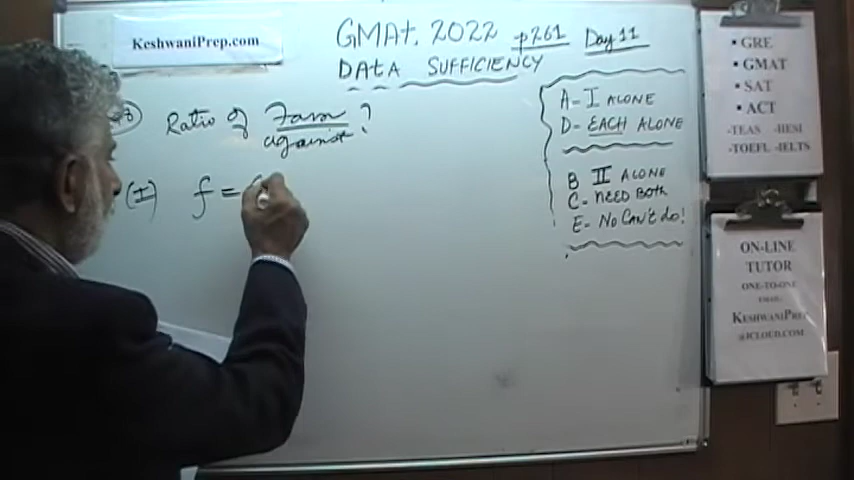 KeshwaniPrep.com
GMAt. 2022 p261 Day 11
DAtA SUFFICIENCY
Ratio of Favor / against ?
(I) f =
A- I ALONE
D- EACH ALONE
B II ALONE
C- NEED BOtH
E- No CAN't do!
▪ GRE
▪ GMAT
▪ SAT
▪ ACT
-TEAS -HESI
-TOEFL -IELTS
ON-LINE
TUTOR
ONE-TO-ONE
EMAIL:
KESHWANIPREP
@ICLOUD.COM